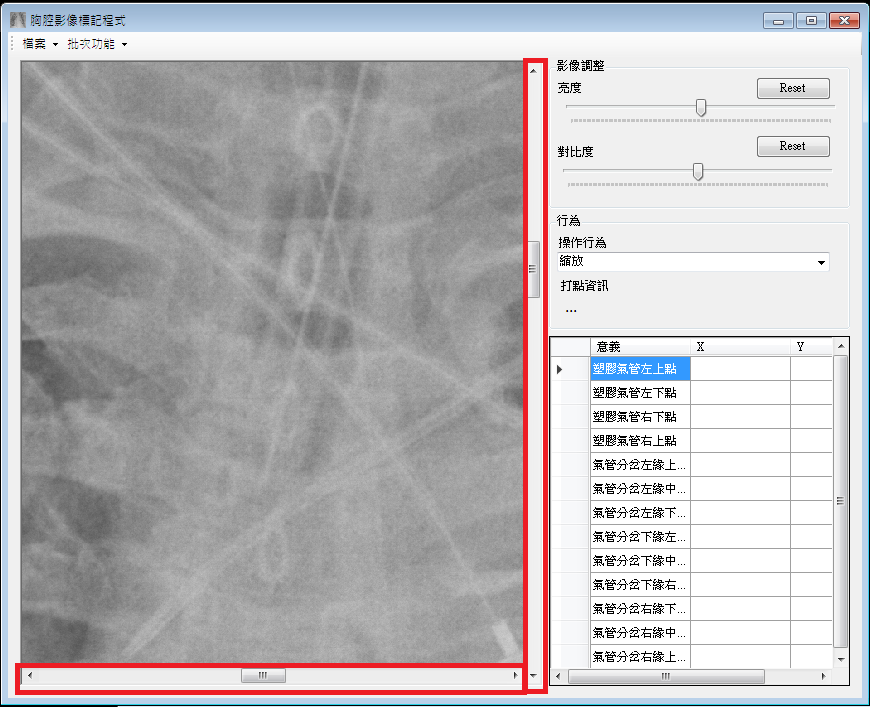 胸腔影像標記程式
檔案 批次功能
影像調整
亮度
Reset
對比度
Reset
行為
操作行為
縮放
打點資訊
...
意義 X Y
塑膠氣管左上點
塑膠氣管左下點
塑膠氣管右下點
塑膠氣管右上點
氣管分岔左緣上...
氣管分岔左緣中...
氣管分岔左緣下...
氣管分岔下緣左...
氣管分岔下緣中...
氣管分岔下緣右...
氣管分岔右緣下...
氣管分岔右緣中...
氣管分岔右緣上...